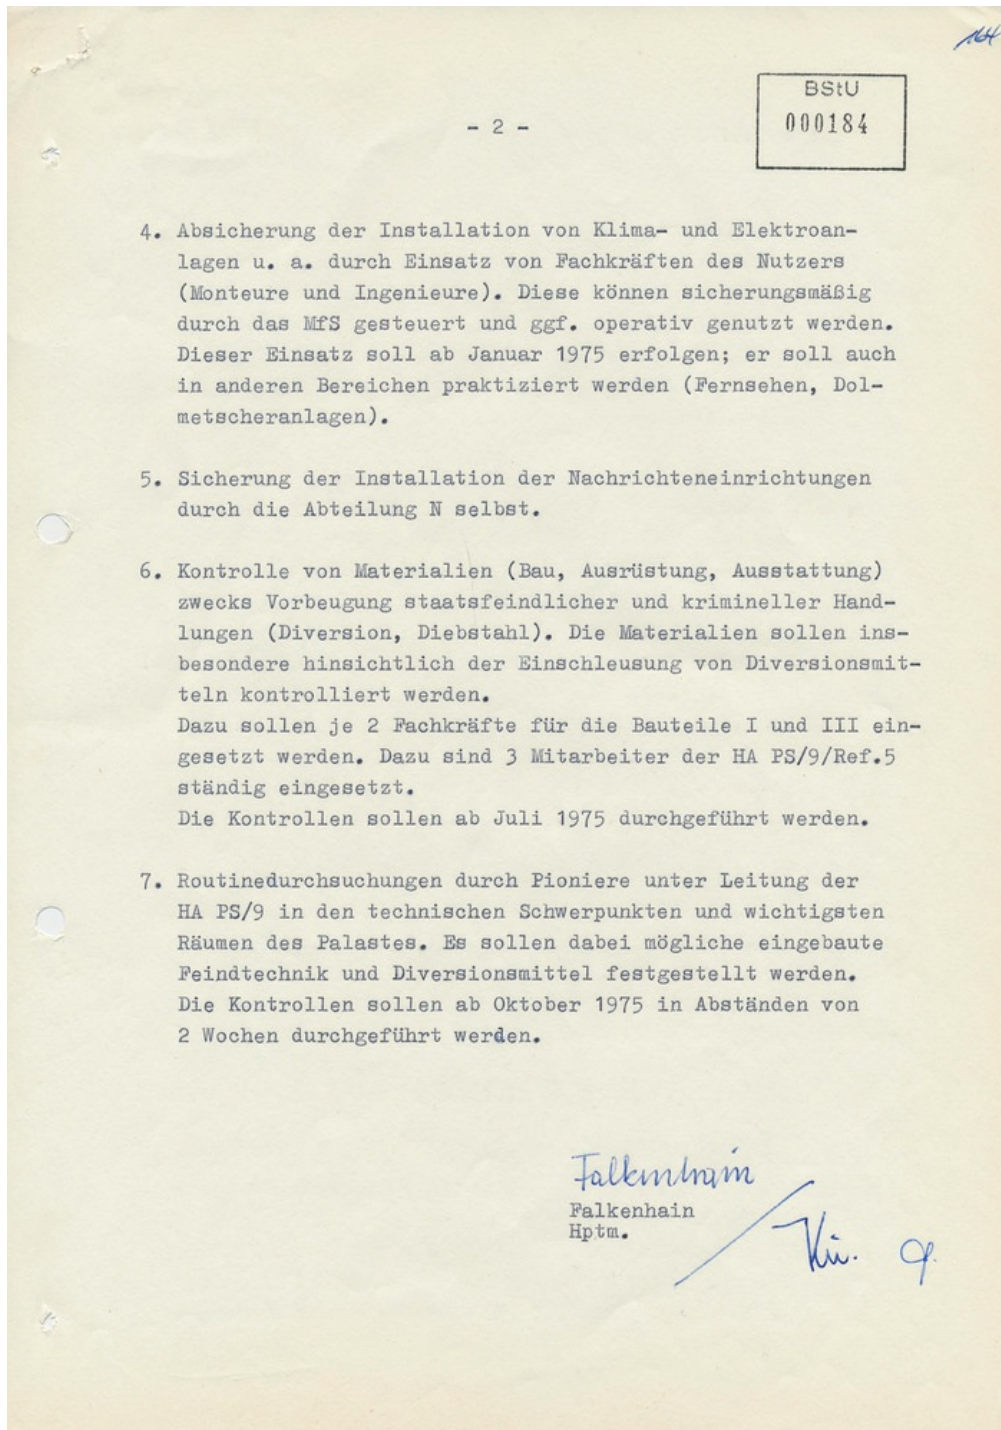 164
BStU
000184
- 2 -
4. Absicherung der Installation von Klima- und Elektroan-
lagen u. a. durch Einsatz von Fachkräften des Nutzers
(Monteure und Ingenieure). Diese können sicherungsmäßig
durch das MfS gesteuert und ggf. operativ genutzt werden.
Dieser Einsatz soll ab Januar 1975 erfolgen; er soll auch
in anderen Bereichen praktiziert werden (Fernsehen, Dol-
metscheranlagen).
5. Sicherung der Installation der Nachrichteneinrichtungen
durch die Abteilung N selbst.
6. Kontrolle von Materialien (Bau, Ausrüstung, Ausstattung)
zwecks Vorbeugung staatsfeindlicher und krimineller Hand-
lungen (Diversion, Diebstahl). Die Materialien sollen ins-
besondere hinsichtlich der Einschleusung von Diversionsmit-
teln kontrolliert werden.
Dazu sollen je 2 Fachkräfte für die Bauteile I und III ein-
gesetzt werden. Dazu sind 3 Mitarbeiter der HA PS/9/Ref.5
ständig eingesetzt.
Die Kontrollen sollen ab Juli 1975 durchgeführt werden.
7. Routinedurchsuchungen durch Pioniere unter Leitung der
HA PS/9 in den technischen Schwerpunkten und wichtigsten
Räumen des Palastes. Es sollen dabei mögliche eingebaute
Feindtechnik und Diversionsmittel festgestellt werden.
Die Kontrollen sollen ab Oktober 1975 in Abständen von
2 Wochen durchgeführt werden.
Falkenhain
Falkenhain
Hptm.